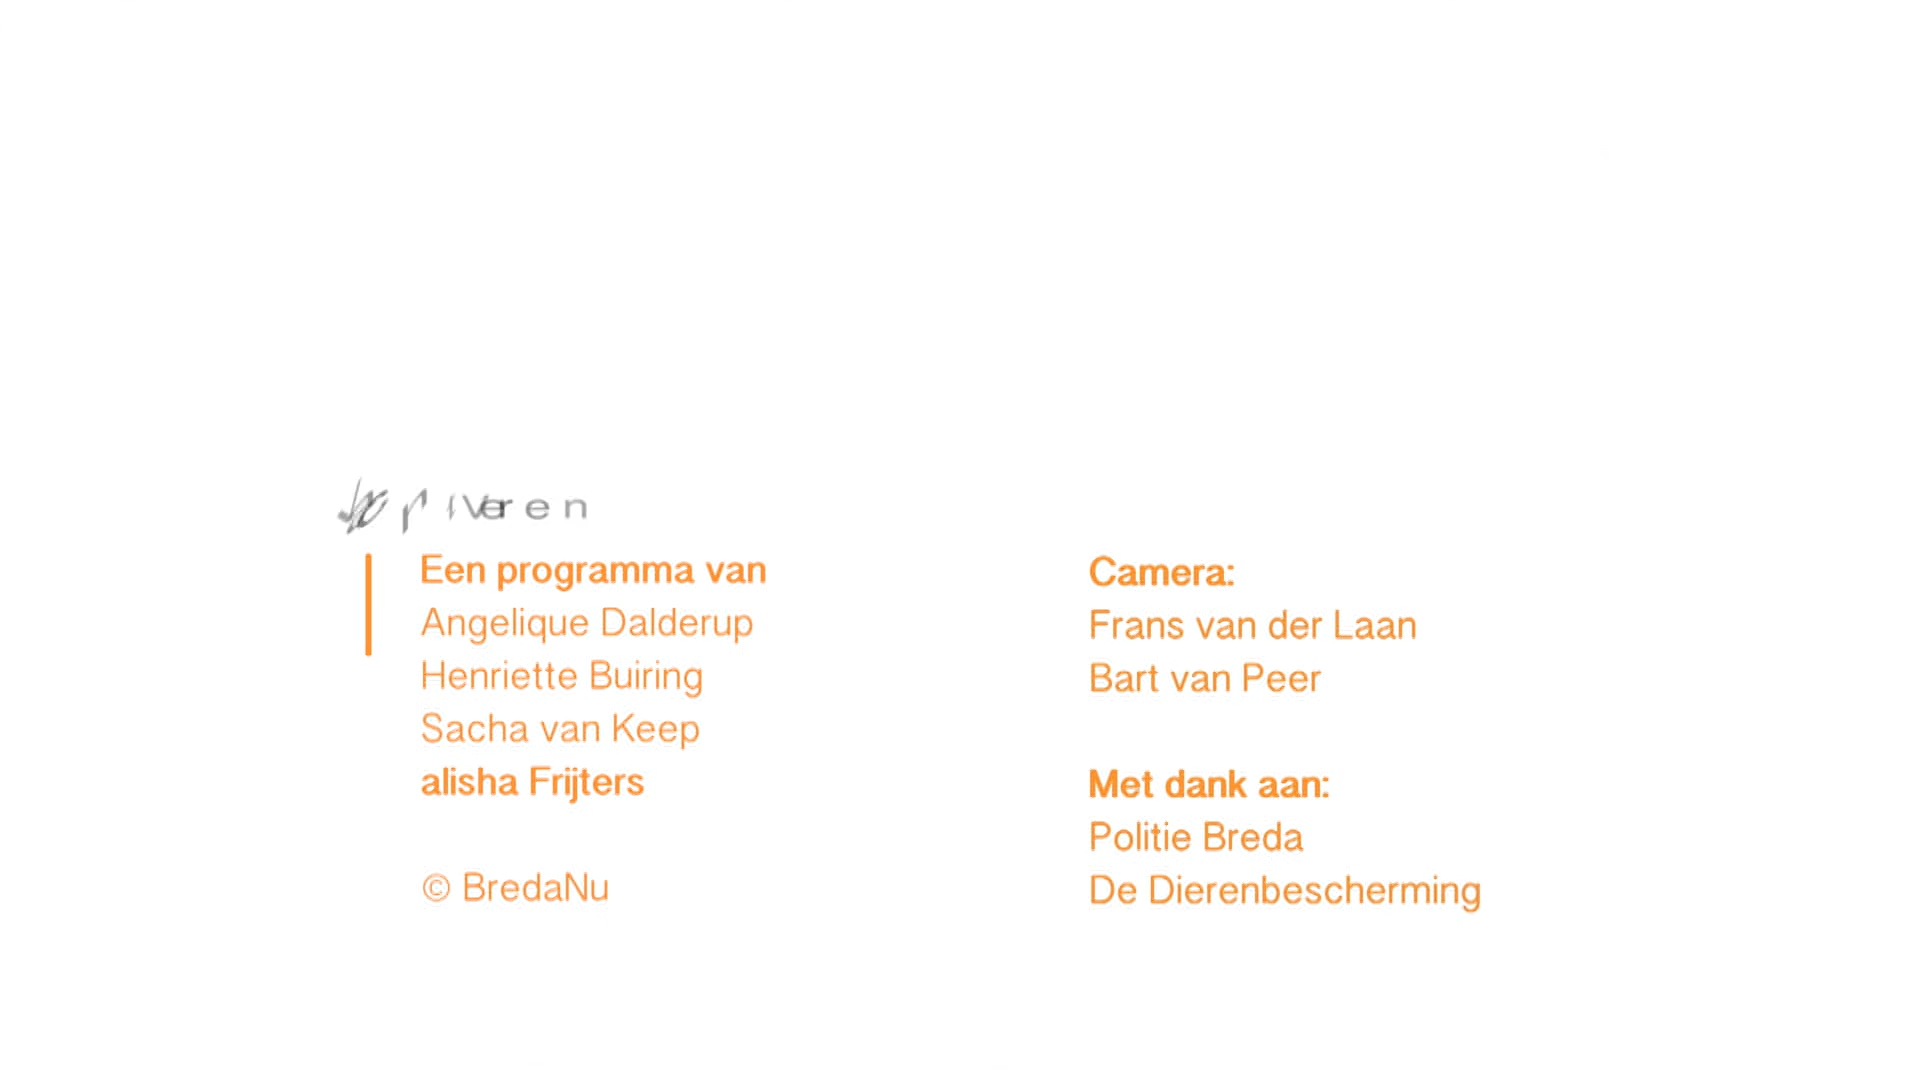 Een programma van
Angelique Dalderup
Henriette Buiring
Sacha van Keep
alisha Frijters
© BredaNu
Camera:
Frans van der Laan
Bart van Peer
Met dank aan:
Politie Breda
De Dierenbescherming